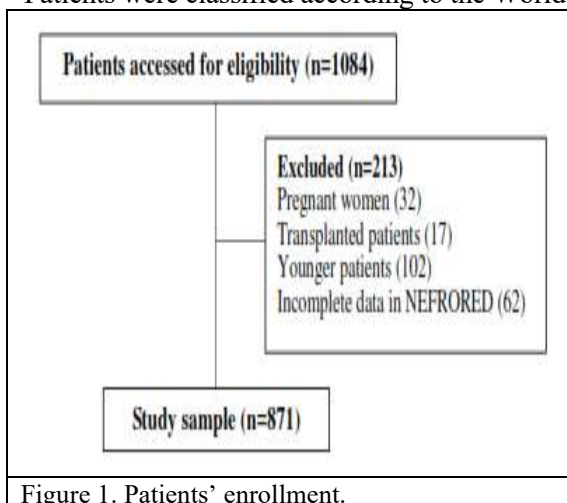 Patients were classified according to the World
Patients accessed for eligibility (n=1084)
Excluded (n=213)
Pregnant women (32)
Transplanted patients (17)
Younger patients (102)
Incomplete data in NEFRORED (62)
Study sample (n=871)
Figure 1. Patients’ enrollment.